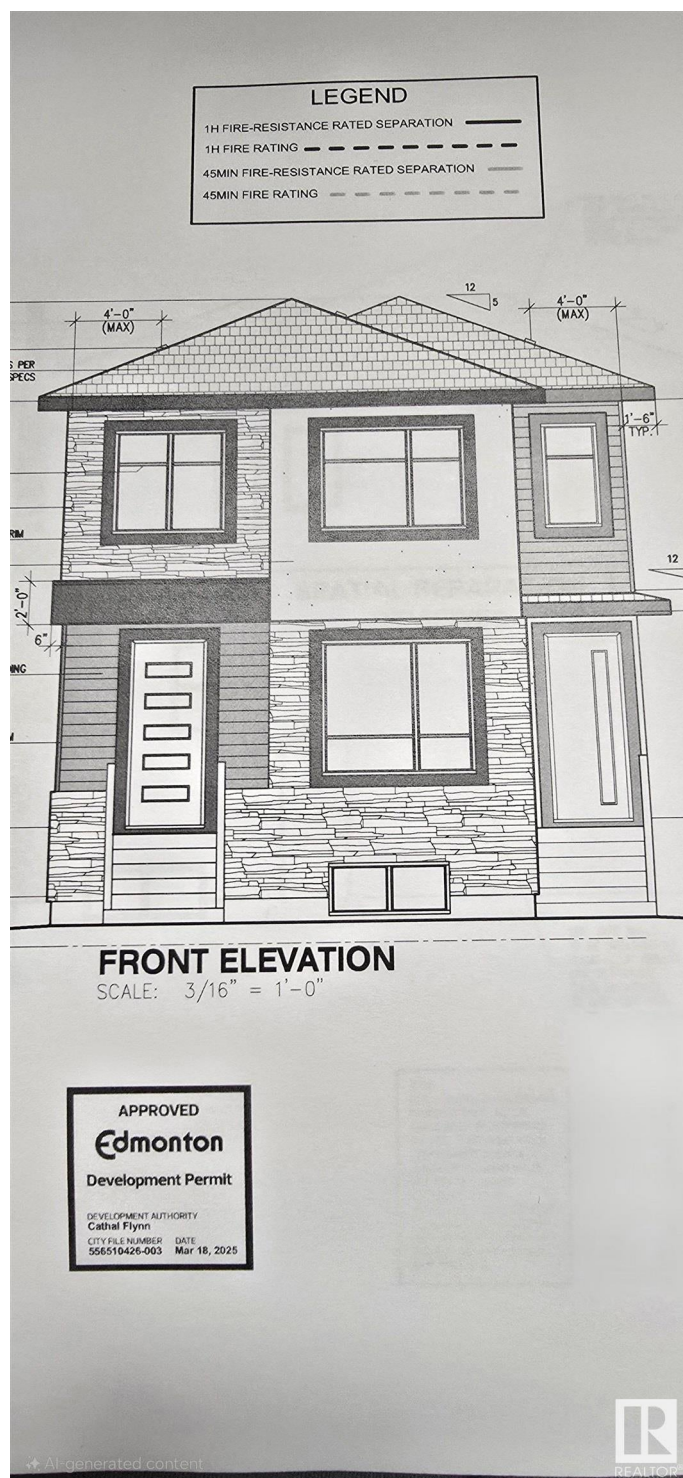 LEGEND
1H FIRE-RESISTANCE RATED SEPARATION
1H FIRE RATING
45MIN FIRE-RESISTANCE RATED SEPARATION
45MIN FIRE RATING
12
5
4'-0"
(MAX)
4'-0"
(MAX)
PER
SPECS
1'-6"
TYP.
12
2'-0"
6"
FRONT ELEVATION
SCALE: 3/16" = 1'-0"
APPROVED
Edmonton
Development Permit
DEVELOPMENT AUTHORITY
Cathal Flynn
CITY FILE NUMBER DATE
556510426-003 Mar 18, 2025
AI-generated content
R
REALTOR